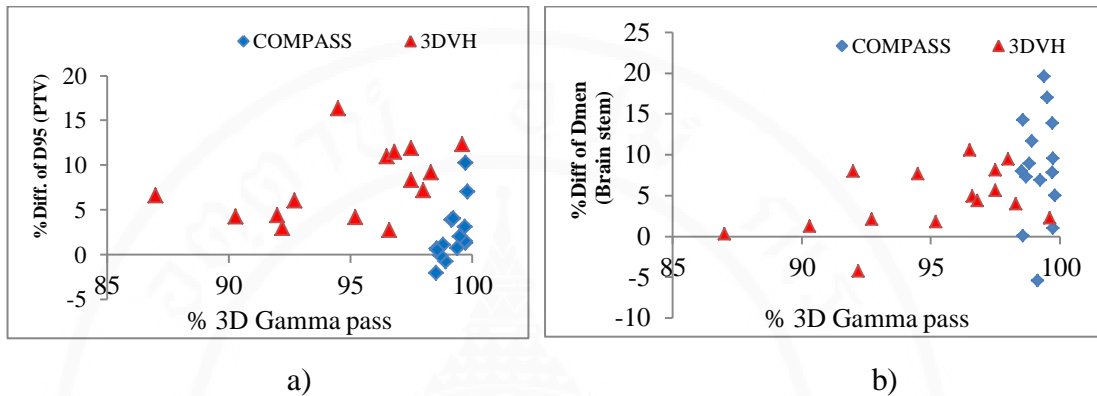 COMPASS 3DVH
%Diff. of D95 (PTV)
20
15
10
5
0
-5
85 90 95 100
% 3D Gamma pass
a)
COMPASS 3DVH
%Diff of Dmen
(Brain stem)
25
20
15
10
5
0
-5
-10
85 90 95 100
% 3D Gamma pass
b)